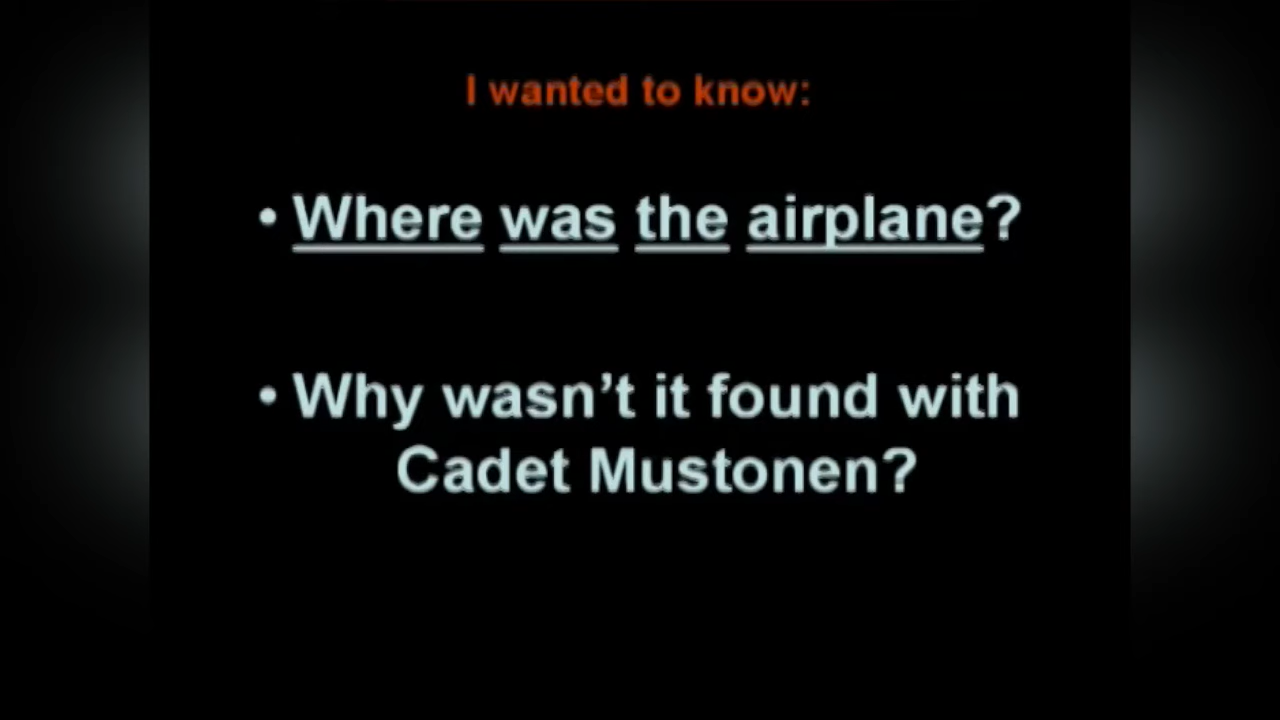 I wanted to know:
• Where was the airplane?
• Why wasn’t it found with
Cadet Mustonen?